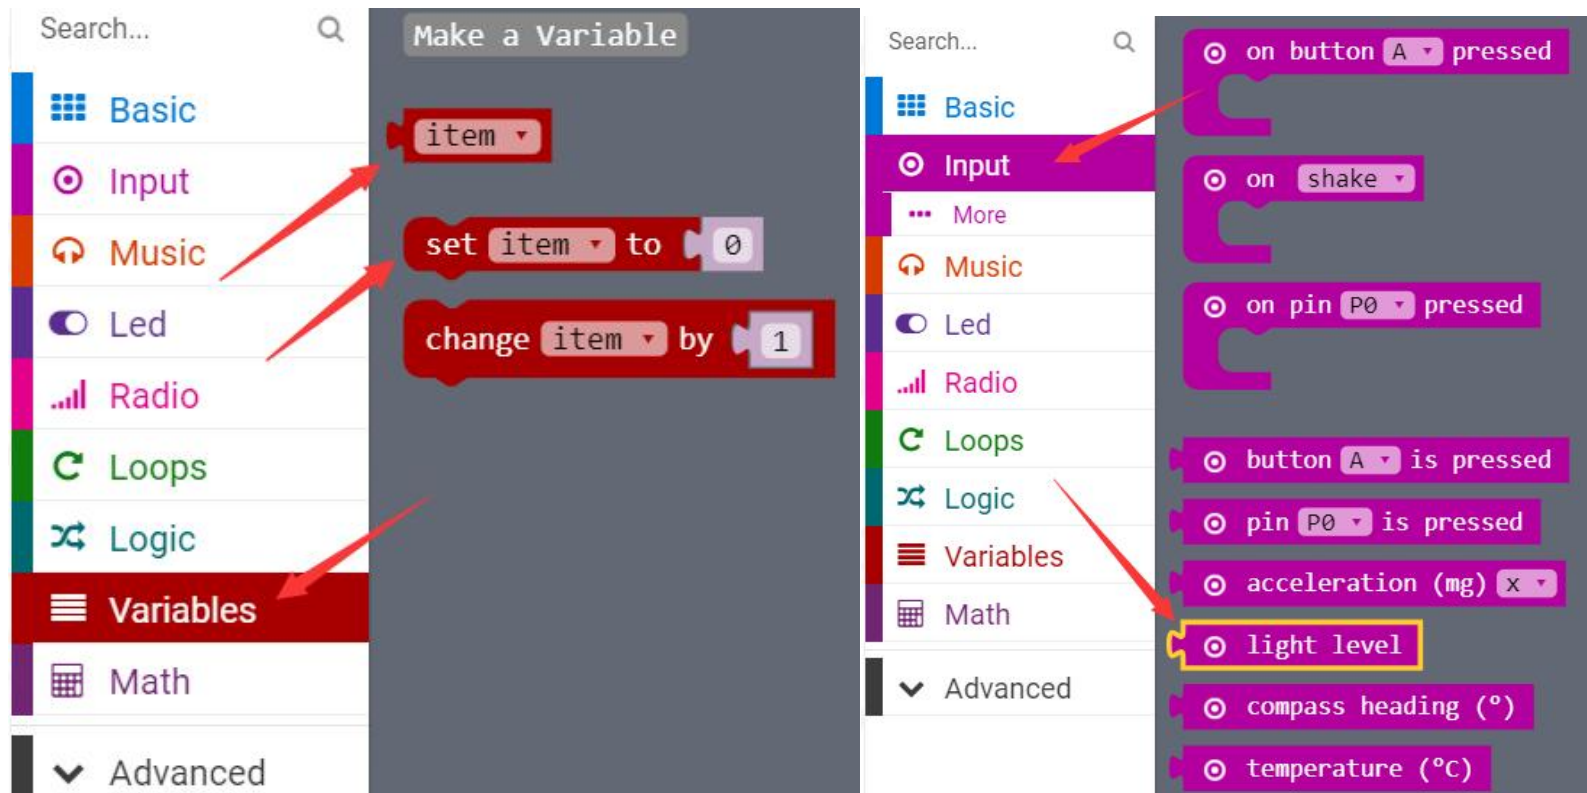 Search...
Basic
Input
Music
Led
Radio
Loops
Logic
Variables
Math
Advanced
Make a Variable
item
set item to 0
change item by 1
Search...
Basic
Input
More
Music
Led
Radio
Loops
Logic
Variables
Math
Advanced
on button A pressed
on shake
on pin P0 pressed
button A is pressed
pin P0 is pressed
acceleration (mg) x
light level
compass heading (°)
temperature (°C)